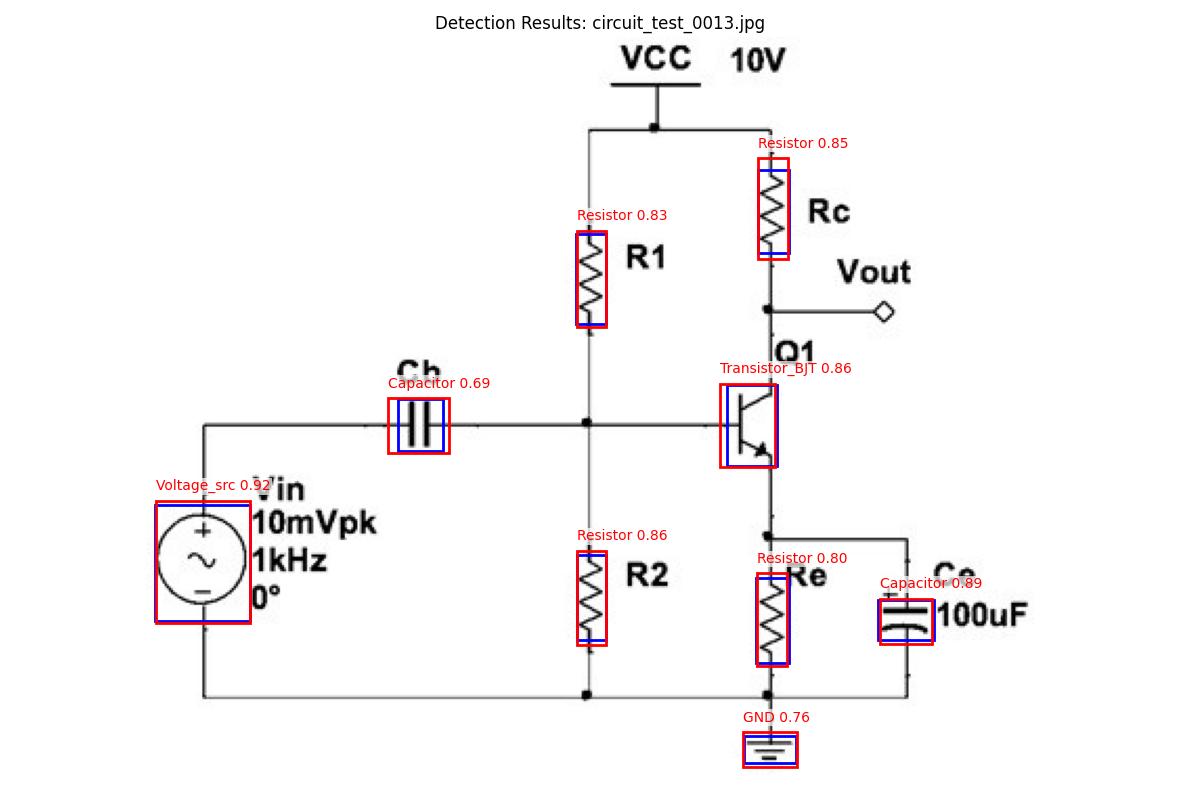 Detection Results: circuit_test_0013.jpg
VCC 10V
Resistor 0.85
Rc
Resistor 0.83
R1
Vout
Q1
Transistor_BJT 0.86
Cb
Capacitor 0.69
Voltage_src 0.92
Vin
10mVpk
1kHz
0°
Resistor 0.86
R2
Resistor 0.80
Re
Ce
Capacitor 0.89
100uF
GND 0.76